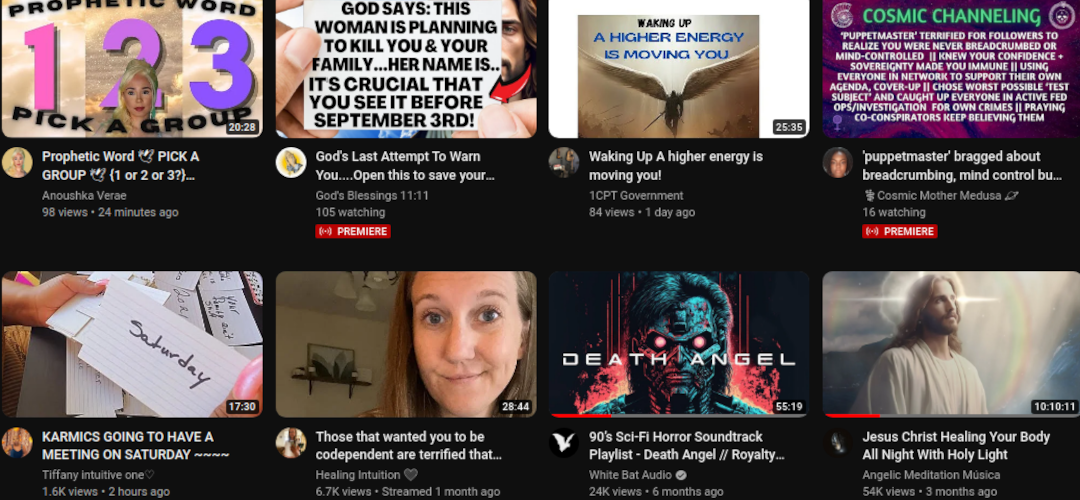 PROPHETIC WORD
1 2 3
PICK A GROUP
20:28
GOD SAYS: THIS
WOMAN IS PLANNING
TO KILL YOU & YOUR
FAMILY...HER NAME IS..
IT'S CRUCIAL THAT
YOU SEE IT BEFORE
SEPTEMBER 3RD!
WAKING UP
A HIGHER ENERGY
IS MOVING YOU
25:35
COSMIC CHANNELING
'PUPPETMASTER' TERRIFIED FOR FOLLOWERS TO
REALIZE YOU WERE NEVER BREADCRUMBED OR
MIND-CONTROLLED || KNEW YOUR CONFIDENCE +
SOVEREIGNTY MADE YOU IMMUNE || USING
EVERYONE IN NETWORK TO SUPPORT THEIR OWN
AGENDA, COVER-UP || CHOSE WORST POSSIBLE 'TEST
SUBJECT' AND CAUGHT UP EVERYONE IN ACTIVE FED
OPS/INVESTIGATION FOR OWN CRIMES || PRAYING
CO-CONSPIRATORS KEEP BELIEVING THEM
Prophetic Word 🕊 PICK A
GROUP 🕊 {1 or 2 or 3?}...
Anoushka Verae
98 views • 24 minutes ago
God's Last Attempt To Warn
You....Open this to save your...
God's Blessings 11:11
105 watching
PREMIERE
Waking Up A higher energy is
moving you!
1CPT Government
84 views • 1 day ago
'puppetmaster' bragged about
breadcrumbing, mind control bu...
⚕Cosmic Mother Medusa 🪐
16 watching
PREMIERE
Saturday
17:30
28:44
DEATH ANGEL
55:19
10:10:11
KARMICS GOING TO HAVE A
MEETING ON SATURDAY ~~~~
Tiffany intuitive one♡
1.6K views • 2 hours ago
Those that wanted you to be
codependent are terrified that...
Healing Intuition 🖤
6.7K views • Streamed 1 month ago
90's Sci-Fi Horror Soundtrack
Playlist - Death Angel // Royalty...
White Bat Audio
24K views • 6 months ago
Jesus Christ Healing Your Body
All Night With Holy Light
Angelic Meditation Música
54K views • 3 months ago